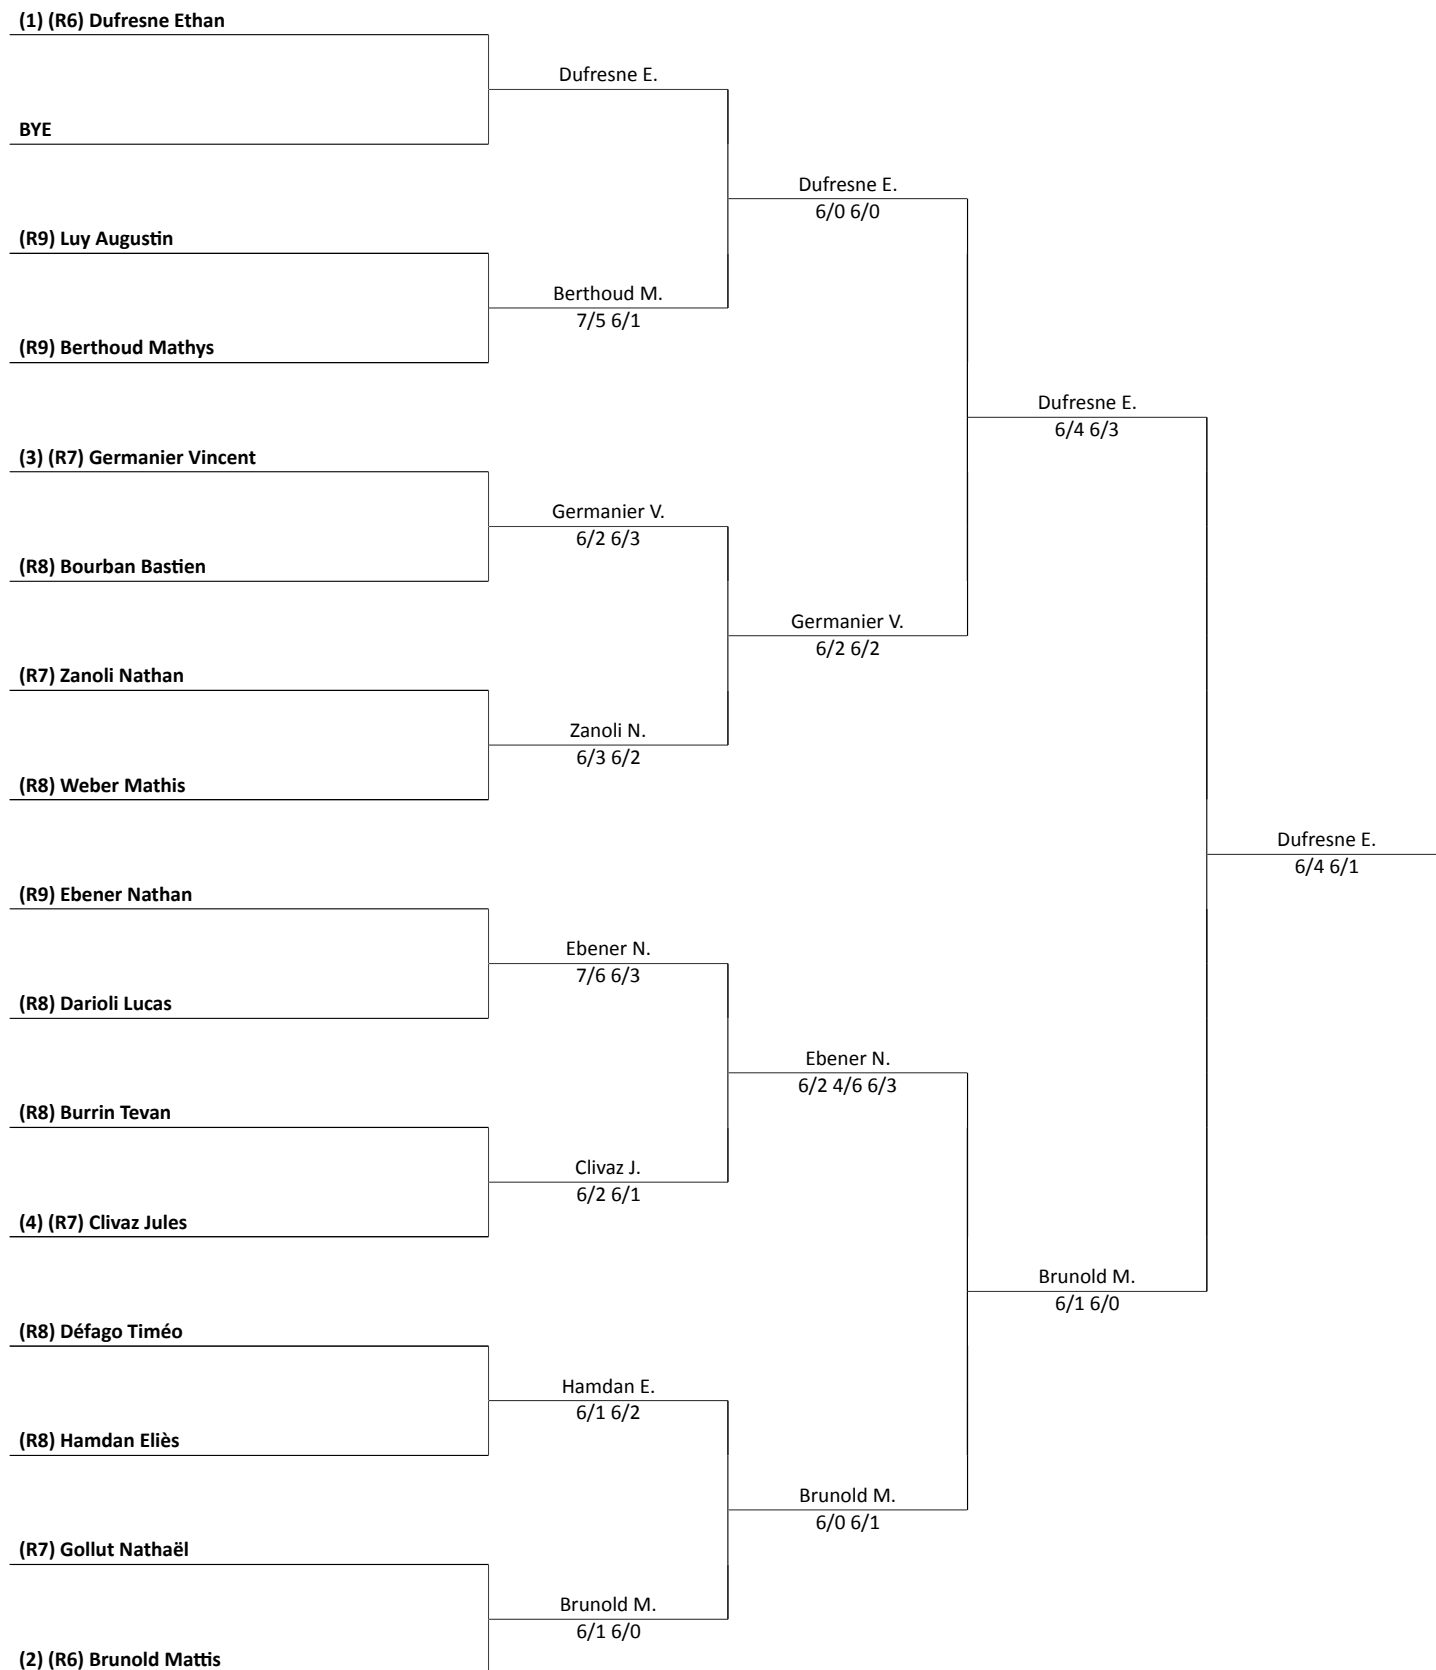 (1) (R6) Dufresne Ethan
Dufresne E.
BYE
Dufresne E.
6/0 6/0
(R9) Luy Augustin
Berthoud M.
7/5 6/1
(R9) Berthoud Mathys
Dufresne E.
6/4 6/3
(3) (R7) Germanier Vincent
Germanier V.
6/2 6/3
(R8) Bourban Bastien
Germanier V.
6/2 6/2
(R7) Zanoli Nathan
Zanoli N.
6/3 6/2
(R8) Weber Mathis
Dufresne E.
6/4 6/1
(R9) Ebener Nathan
Ebener N.
7/6 6/3
(R8) Darioli Lucas
Ebener N.
6/2 4/6 6/3
(R8) Burrin Tevan
Clivaz J.
6/2 6/1
(4) (R7) Clivaz Jules
Brunold M.
6/1 6/0
(R8) Défago Timéo
Hamdan E.
6/1 6/2
(R8) Hamdan Eliès
Brunold M.
6/0 6/1
(R7) Gollut Nathaël
Brunold M.
6/1 6/0
(2) (R6) Brunold Mattis